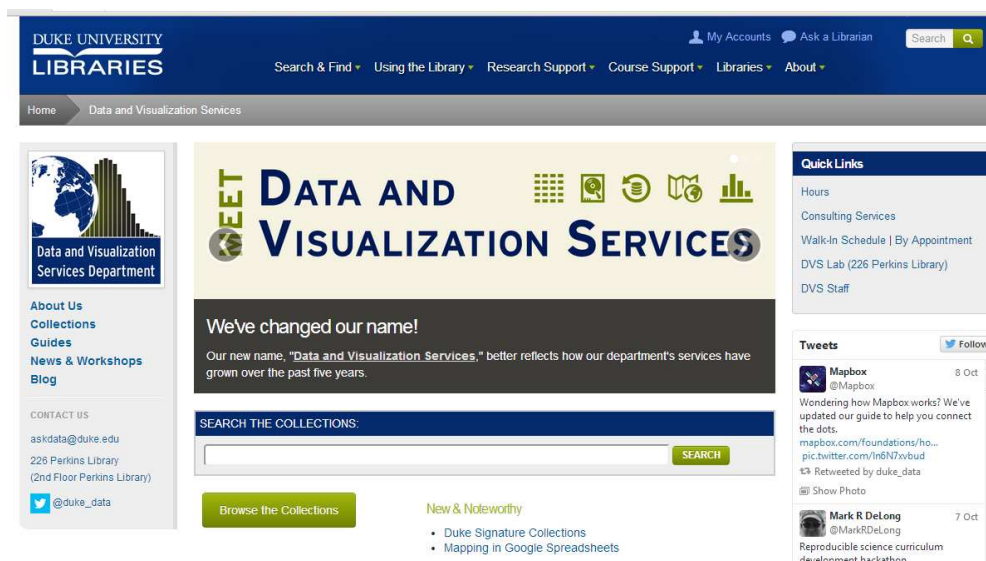 DUKE UNIVERSITY
LIBRARIES
My Accounts
Ask a Librarian
Search
Search & Find
Using the Library
Research Support
Course Support
Libraries
About
Home
Data and Visualization Services
Data and Visualization
Services Department
About Us
Collections
Guides
News & Workshops
Blog
CONTACT US
askdata@duke.edu
226 Perkins Library
(2nd Floor Perkins Library)
@duke_data
MEET
DATA AND
VISUALIZATION SERVICES
We've changed our name!
Our new name, "Data and Visualization Services," better reflects how our department's services have
grown over the past five years.
SEARCH THE COLLECTIONS:
SEARCH
Browse the Collections
New & Noteworthy
• Duke Signature Collections
• Mapping in Google Spreadsheets
Quick Links
Hours
Consulting Services
Walk-In Schedule | By Appointment
DVS Lab (226 Perkins Library)
DVS Staff
Tweets
Follow
Mapbox 8 Oct
@Mapbox
Wondering how Mapbox works? We've
updated our guide to help you connect
the dots.
mapbox.com/foundations/ho...
pic.twitter.com/In6N7xvbud
Retweeted by duke_data
Show Photo
Mark R DeLong 7 Oct
@MarkRDeLong
Reproducible science curriculum
development hackathon